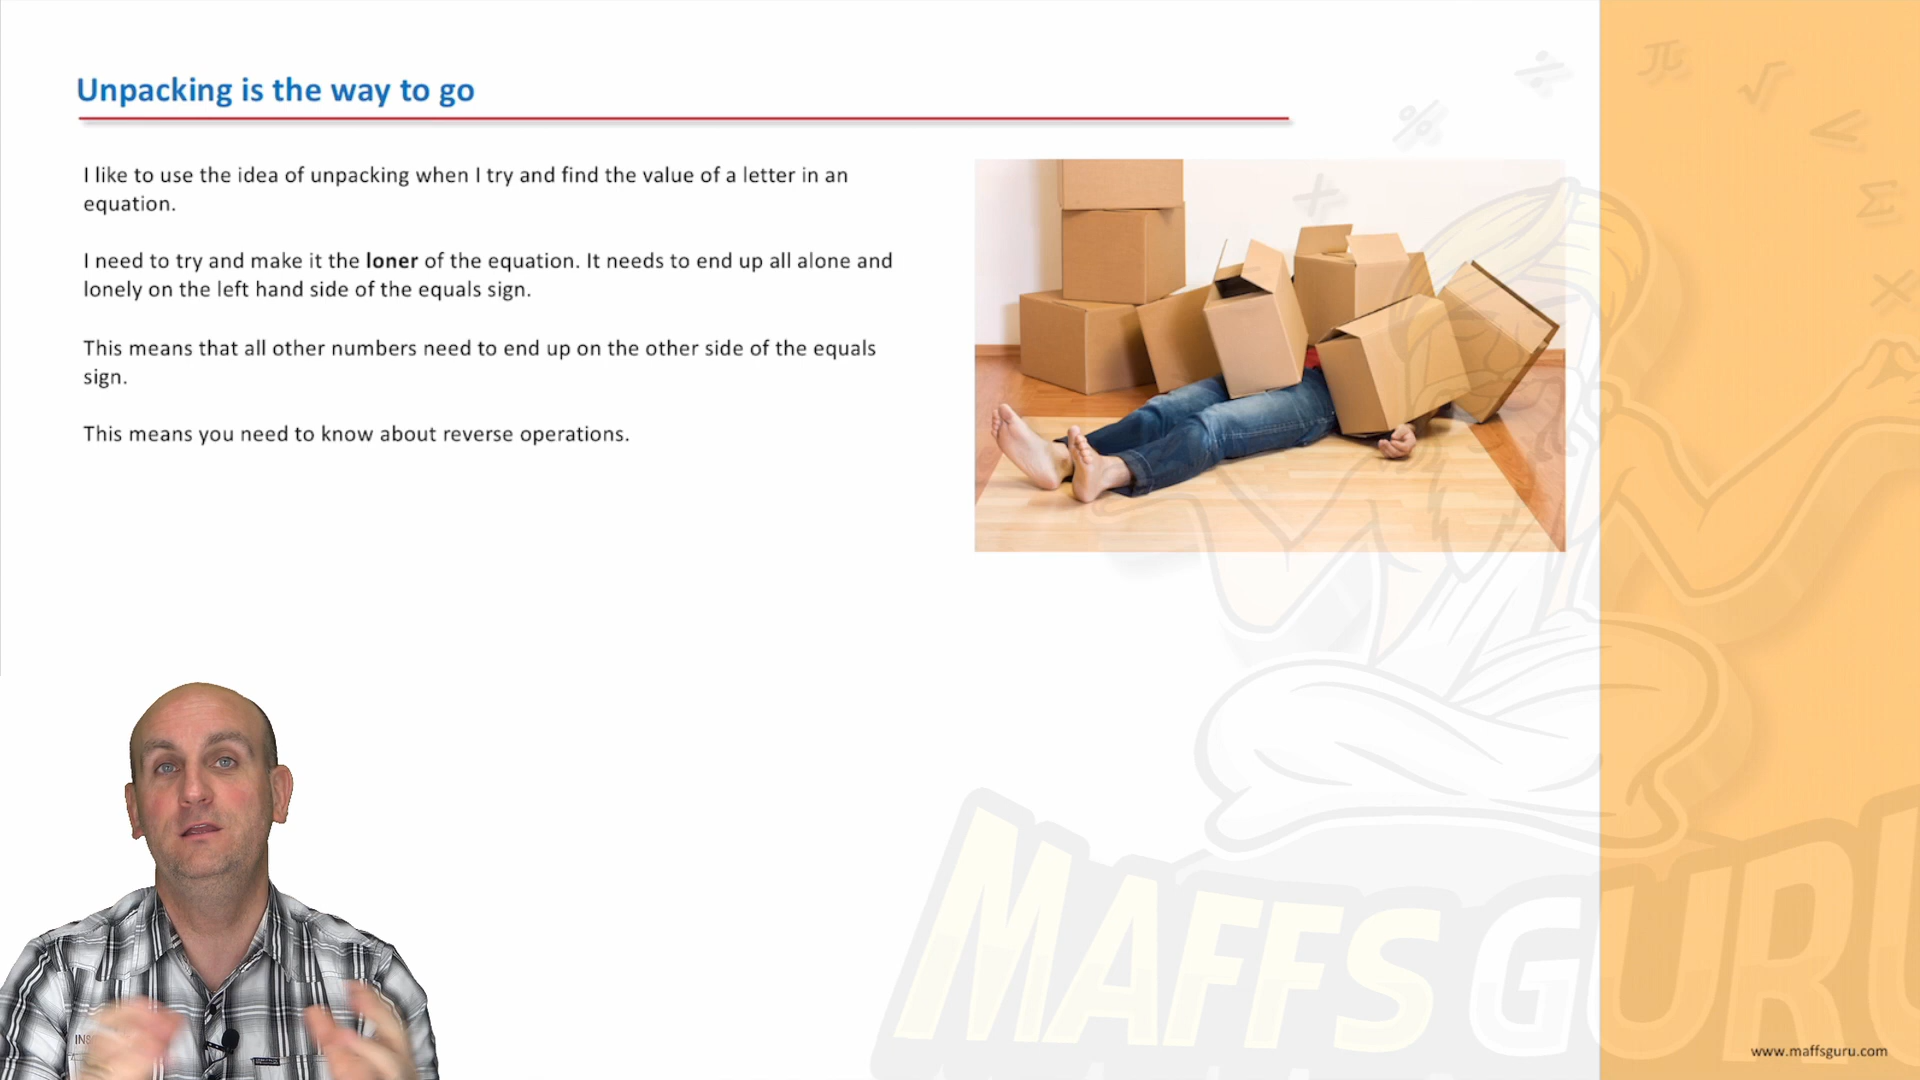 Unpacking is the way to go
I like to use the idea of unpacking when I try and find the value of a letter in an
equation.
I need to try and make it the loner of the equation. It needs to end up all alone and
lonely on the left hand side of the equals sign.
This means that all other numbers need to end up on the other side of the equals
sign.
This means you need to know about reverse operations.
MAFFS GURU
www.maffsguru.com